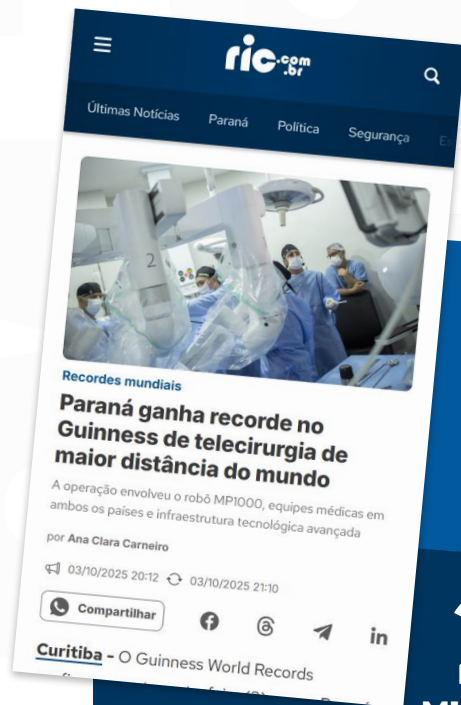 ric.com
.br
Últimas Notícias Paraná Política Segurança
2
Recordes mundiais
Paraná ganha recorde no
Guinness de telecirurgia de
maior distância do mundo
A operação envolveu o robô MP1000, equipes médicas em
ambos os países e infraestrutura tecnológica avançada
por Ana Clara Carneiro
03/10/2025 20:12 03/10/2025 21:10
Compartilhar
in
Curitiba – O Guinness World Records